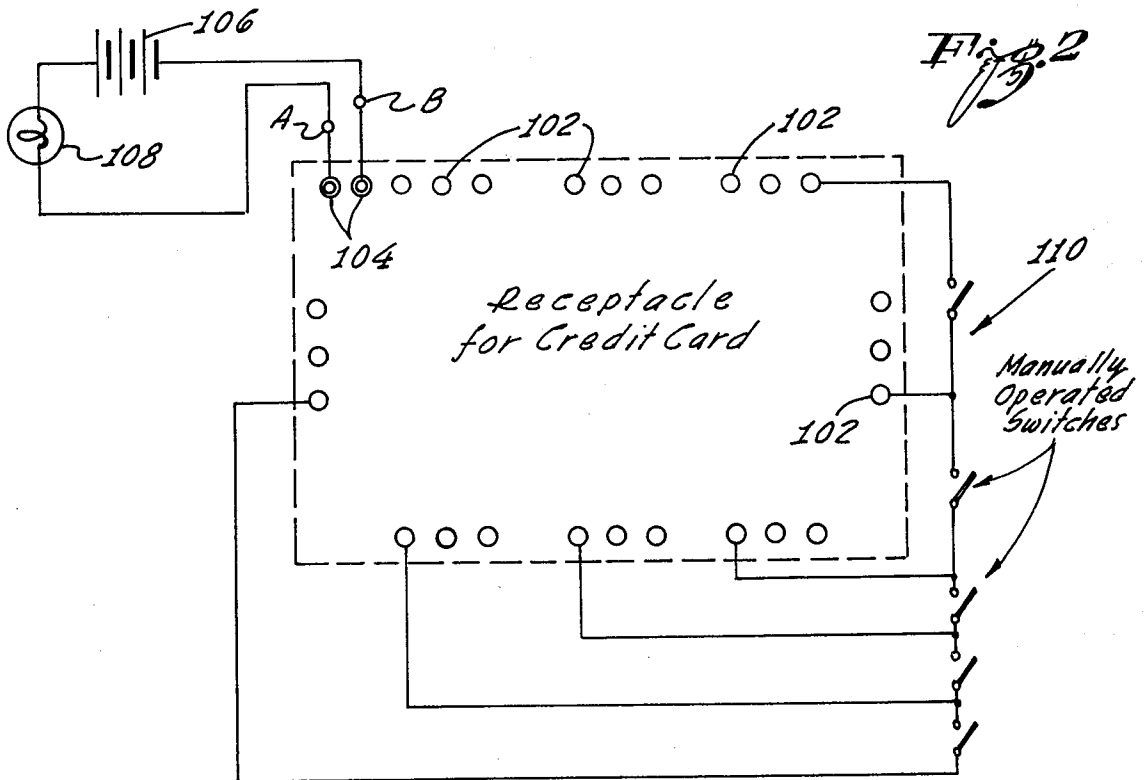 106
Fig. 2
A
B
102
102
108
104
110
Receptacle
for Credit Card
Manually
Operated
Switches
102